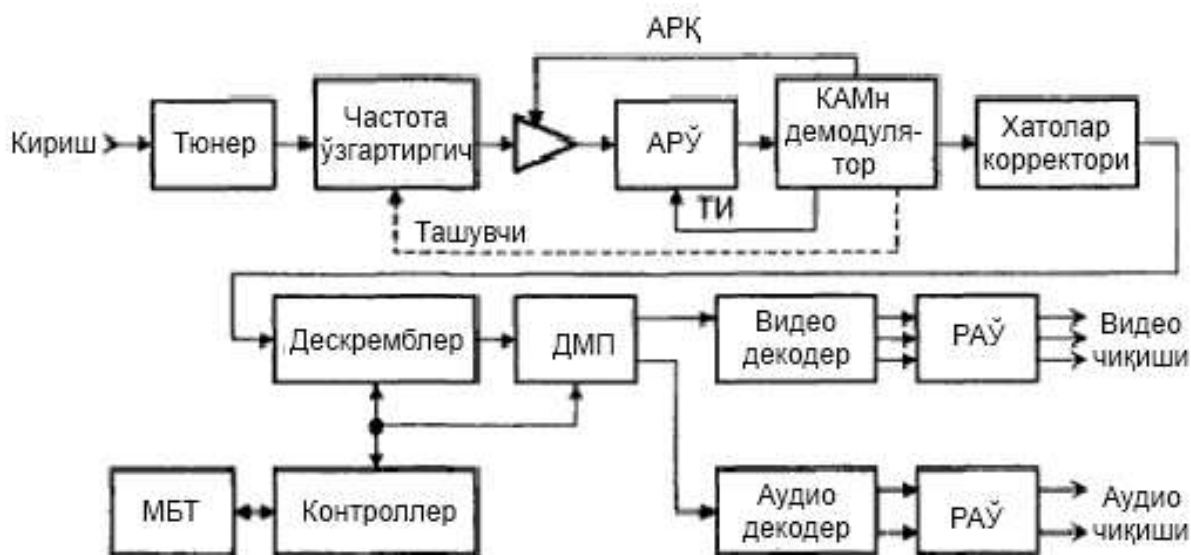 АРҚ
Кириш
Тюнер
Частота
ўзгартиргич
АРЎ
КАМн
демодуля-
тор
Хатолар
корректори
ТИ
Ташувчи
Дескремблер
ДМП
Видео
декодер
РАЎ
Видео
чиқиши
МБТ
Контроллер
Аудио
декодер
РАЎ
Аудио
чиқиши